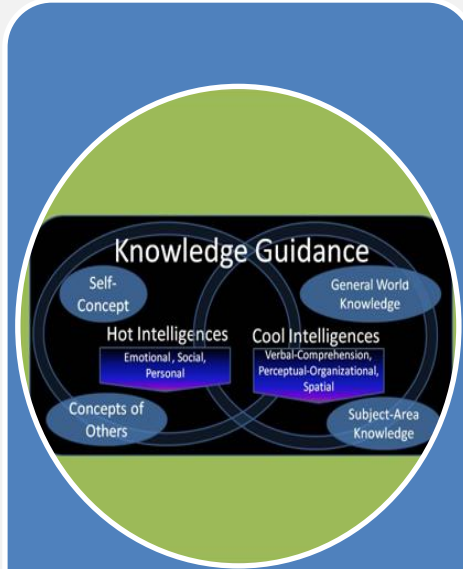 Knowledge Guidance
Self-
Concept
General World
Knowledge
Hot Intelligences
Cool Intelligences
Emotional, Social,
Personal
Verbal-Comprehension,
Perceptual-Organizational,
Spatial
Concepts of
Others
Subject-Area
Knowledge